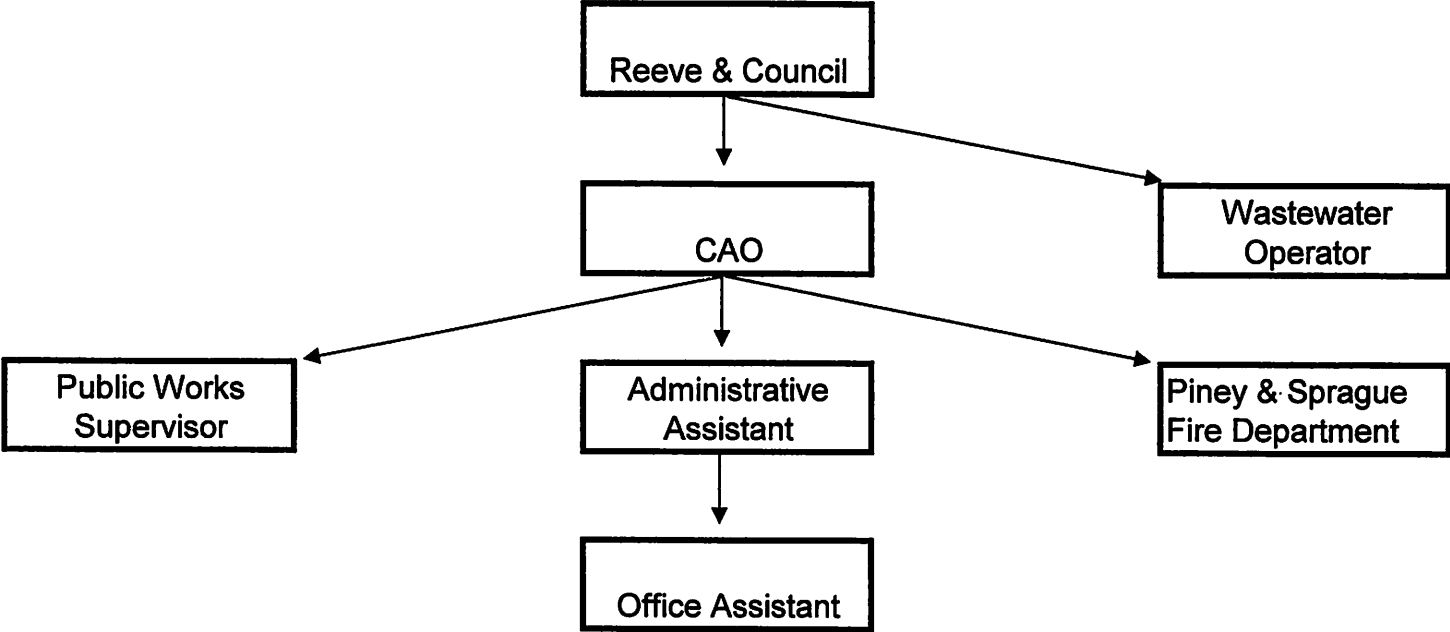 Reeve & Council
CAO
Wastewater
Operator
Public Works
Supervisor
Administrative
Assistant
Piney & Sprague
Fire Department
Office Assistant